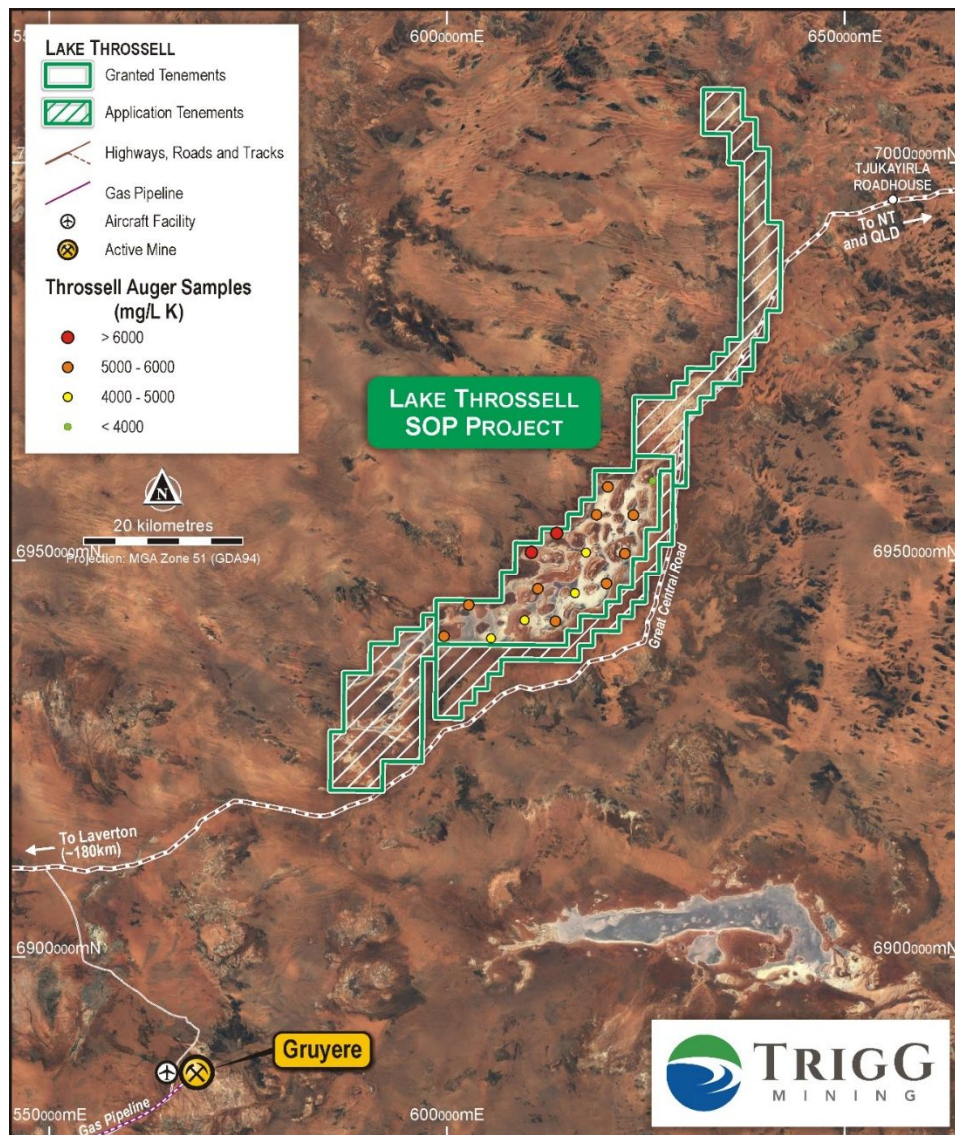 LAKE THROSSELL
Granted Tenements
Application Tenements
Highways, Roads and Tracks
Gas Pipeline
Aircraft Facility
Active Mine
Throssell Auger Samples
(mg/L K)
> 6000
5000 - 6000
4000 - 5000
< 4000
N
20 kilometres
Projection: MGA Zone 51 (GDA94)
600000mE
650000mE
7000000mN
TJUKAYIRLA
ROADHOUSE
To NT
and QLD
LAKE THROSSELL
SOP PROJECT
6950000mN
6950000mN
Great Central Road
To Laverton
(~180km)
6900000mN
6900000mN
Gruyere
Gas Pipeline
550000mE
600000mE
TRIGG
MINING